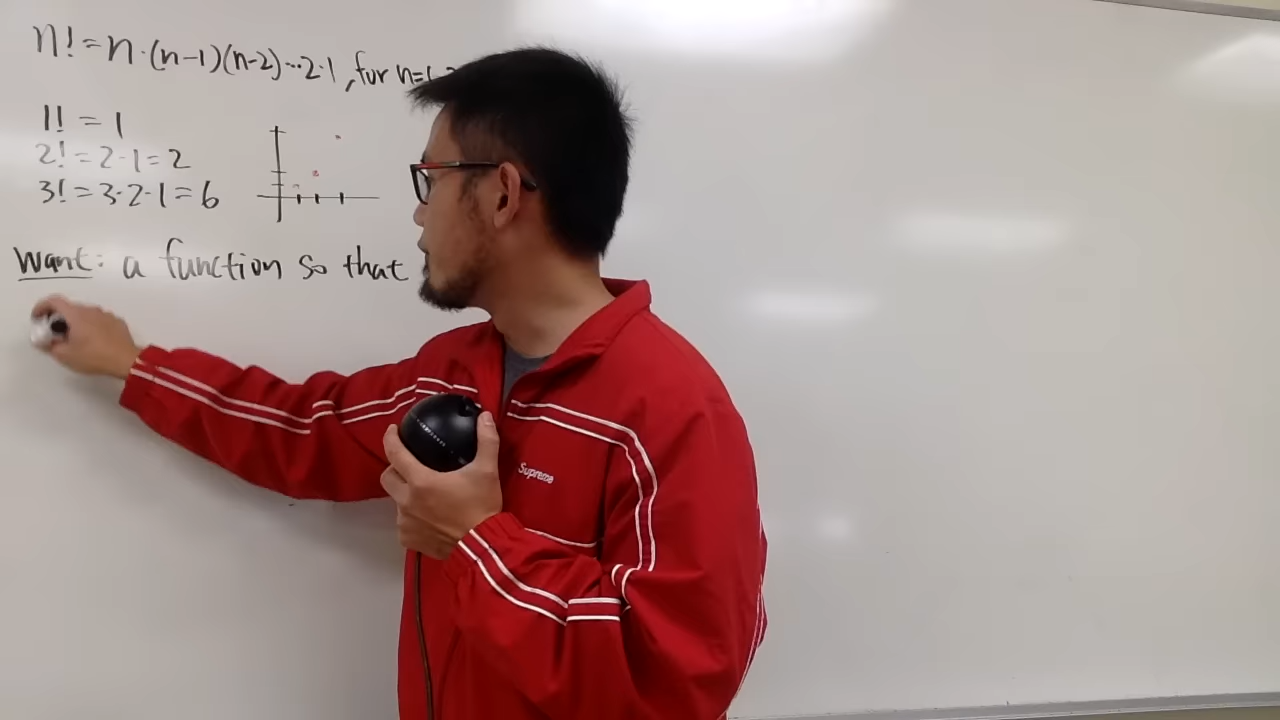 n! = n·(n-1)(n-2)···2·1, for n=1
1! = 1
2! = 2·1 = 2
3! = 3·2·1 = 6
Want: a function so that
Supreme